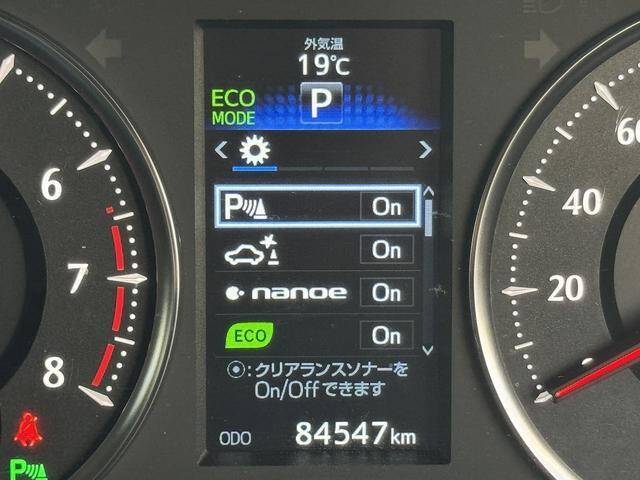 外気温
19℃
ECO
MODE
P
P On
On
nanoe On
ECO On
:クリアランスソナーを
On/Offできます
ODO 84547km
6
7
8
P
60
40
20